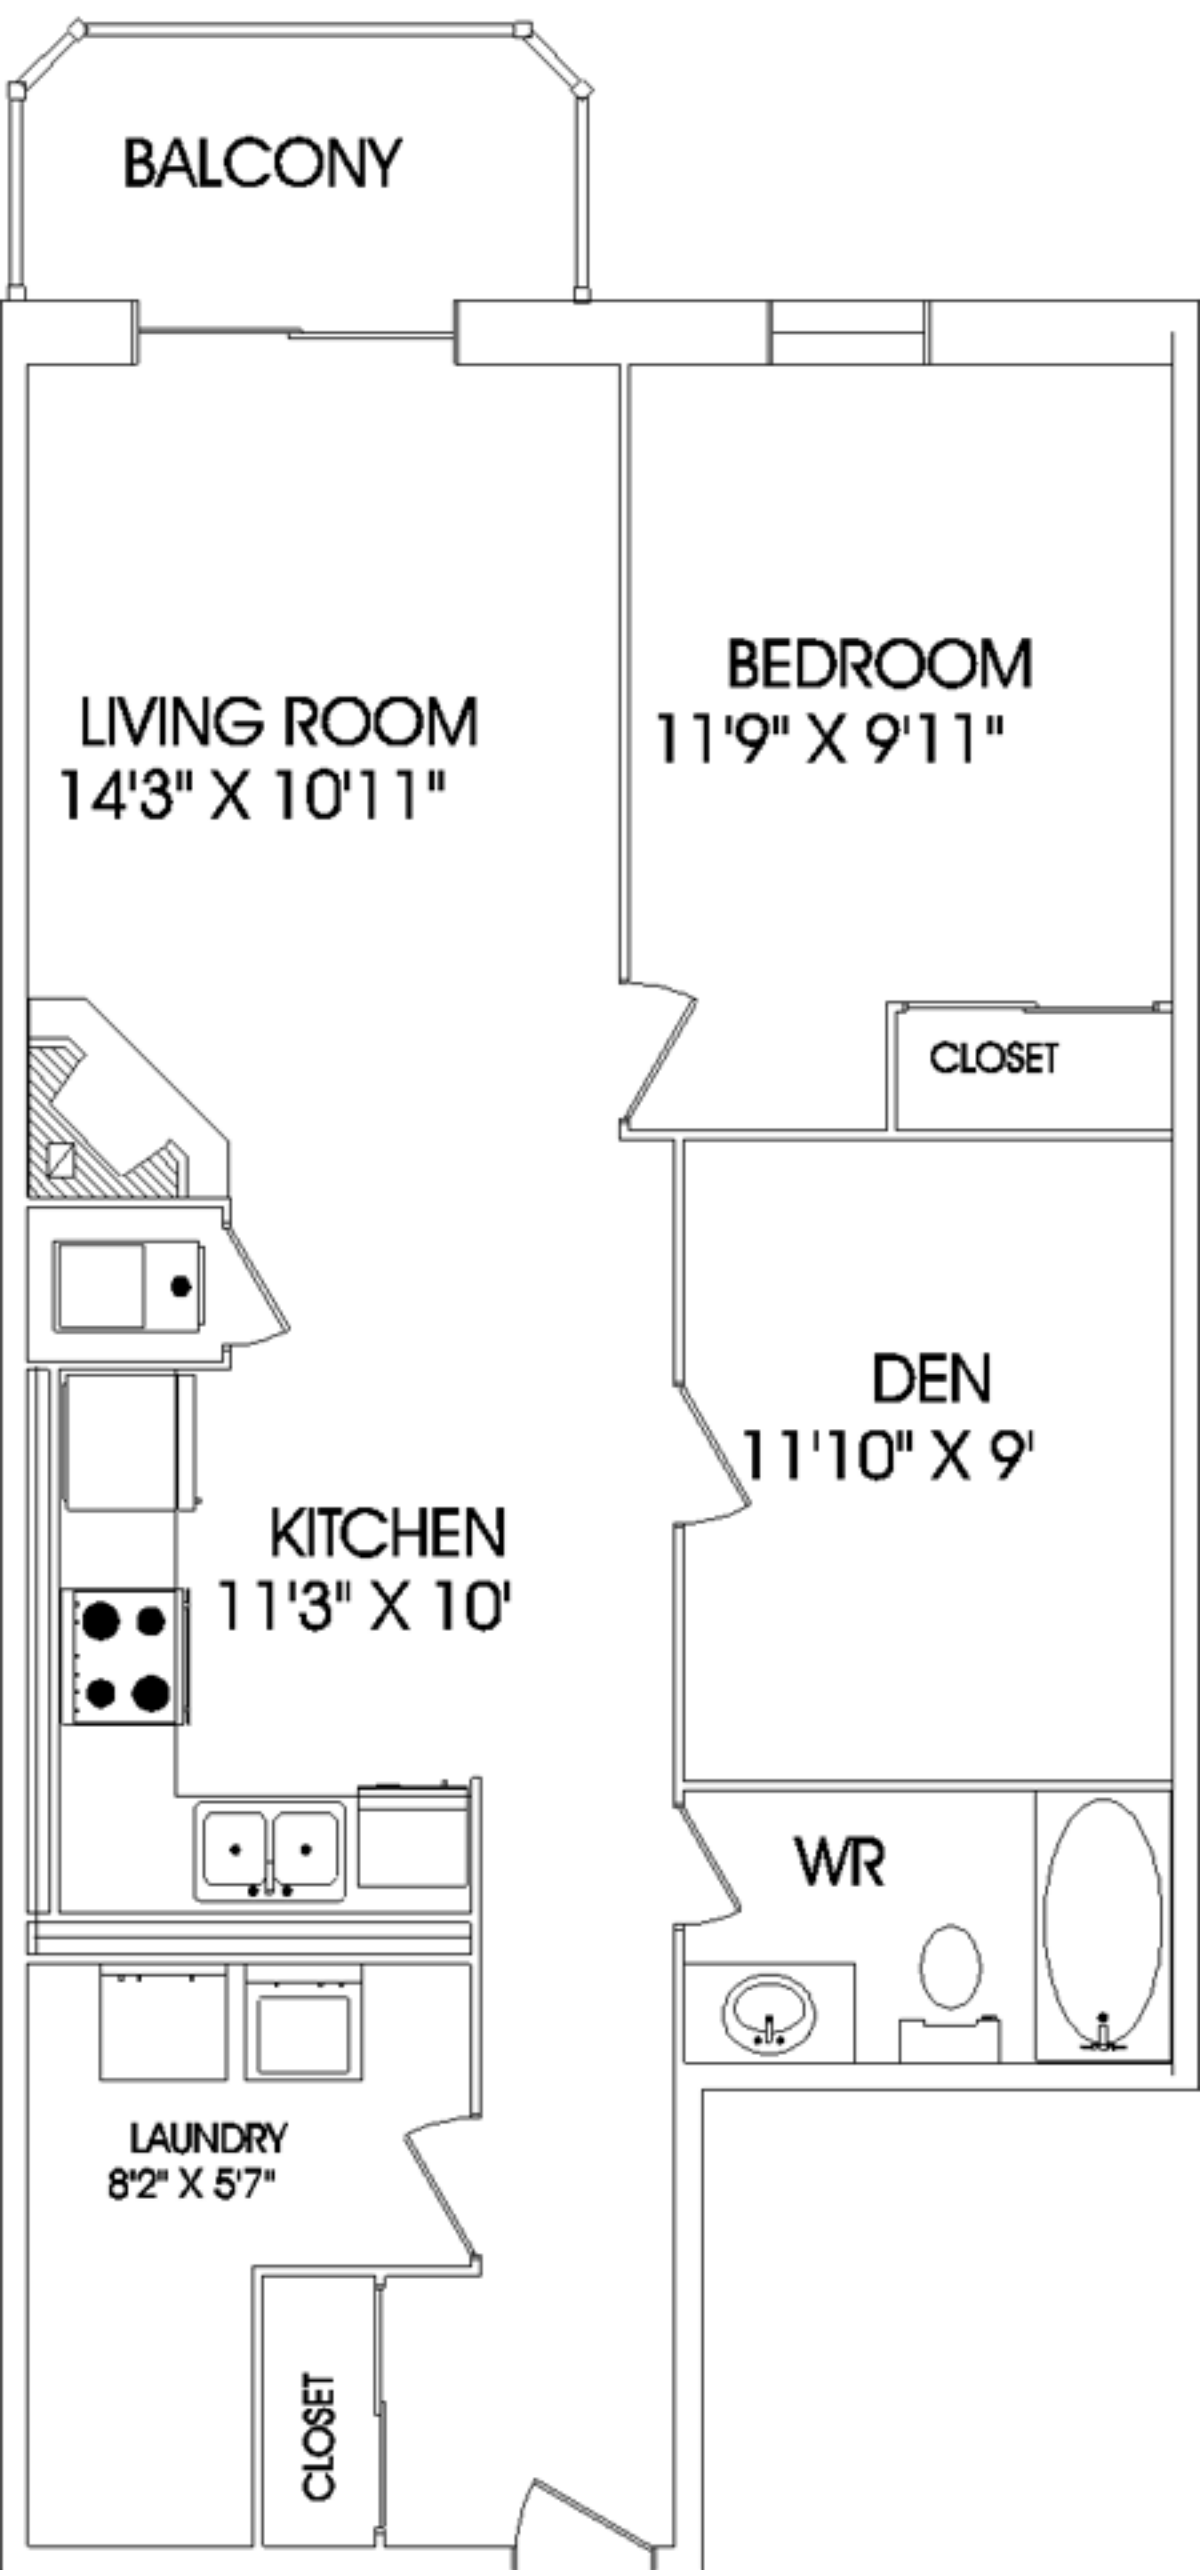 BALCONY
BEDROOM
11'9" X 9'11"
LIVING ROOM
14'3" X 10'11"
CLOSET
DEN
11'10" X 9'
KITCHEN
11'3" X 10'
WR
LAUNDRY
8'2" X 5'7"
CLOSET